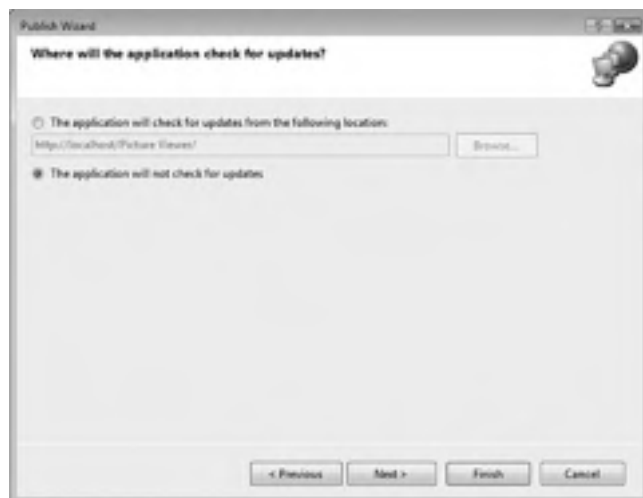 Publish Wizard
Where will the application check for updates?
The application will check for updates from the following location:
http://localhost/Picture Viewer/
Browse...
The application will not check for updates
< Previous
Next >
Finish
Cancel